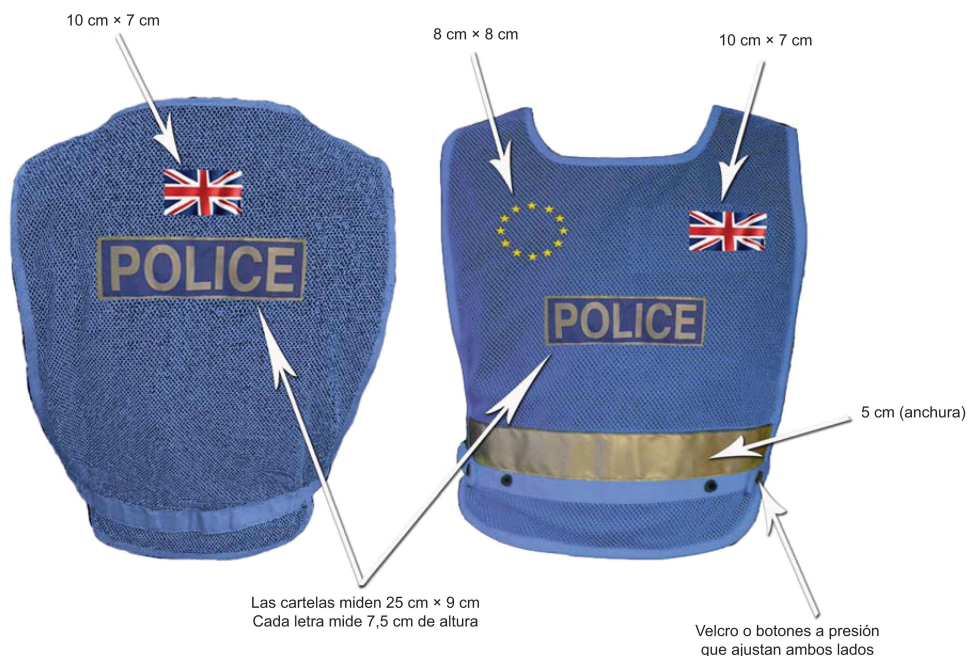 10 cm × 7 cm
8 cm × 8 cm
10 cm × 7 cm
POLICE
POLICE
5 cm (anchura)
Las cartelas miden 25 cm × 9 cm
Cada letra mide 7,5 cm de altura
Velcro o botones a presión
que ajustan ambos lados